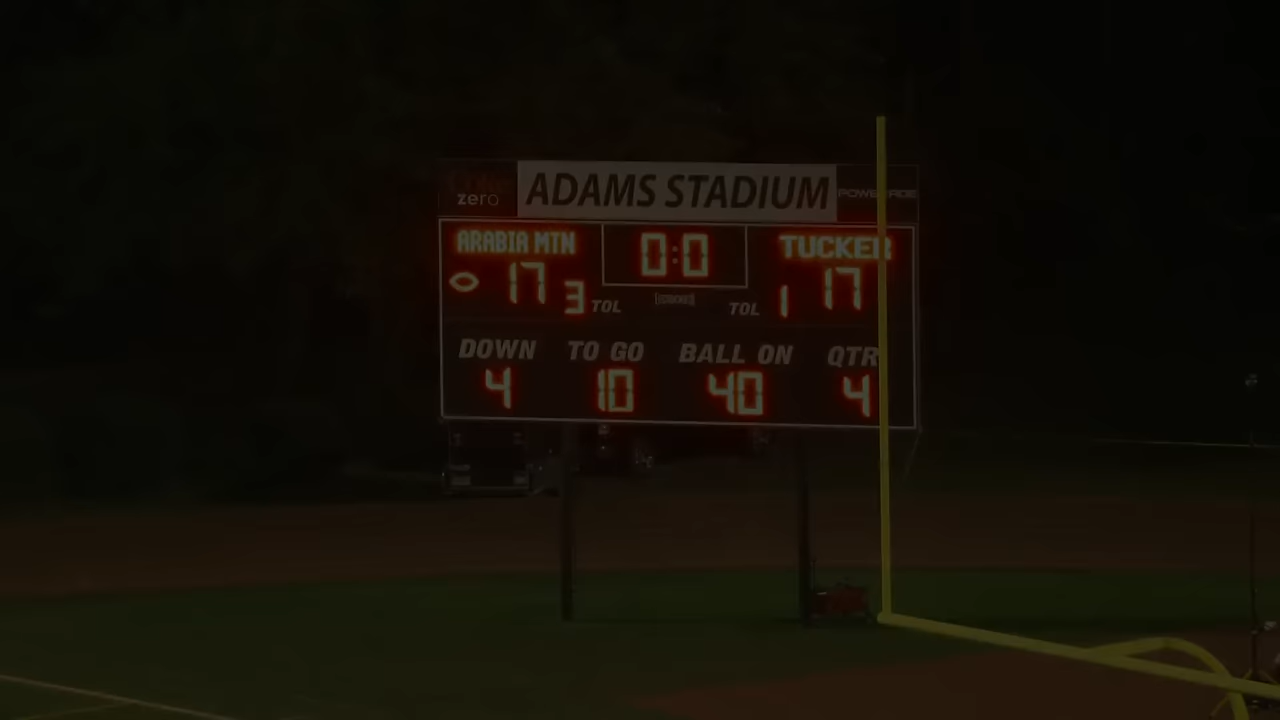 zero
ADAMS STADIUM
POWERADE
ARABIA MTN
0:0
TUCKER
17
3
TOL
TOL
1
17
DOWN
TO GO
BALL ON
QTR
4
10
40
4